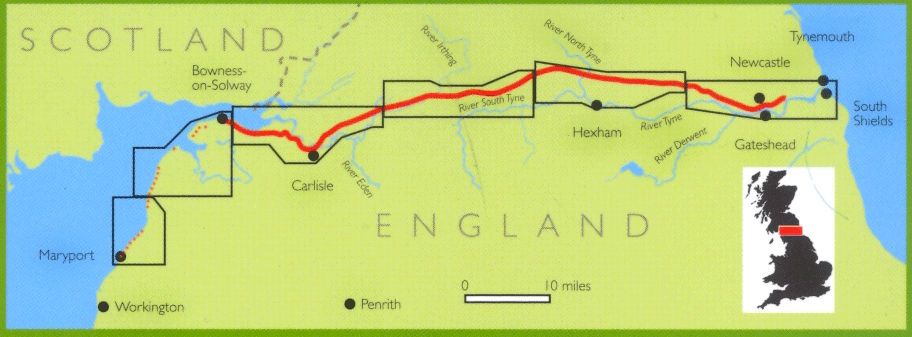 SCOTLAND
Bowness-
on-Solway
River Irthing
River North Tyne
Tynemouth
Newcastle
River South Tyne
South
Shields
Hexham
River Tyne
River Derwent
Gateshead
Carlisle
River Eden
ENGLAND
Maryport
0
10 miles
Workington
Penrith